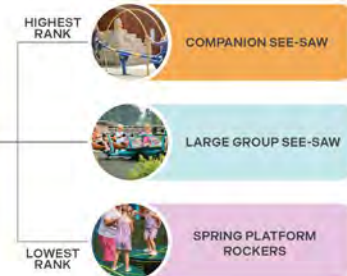 HIGHEST
RANK
COMPANION SEE-SAW
LARGE GROUP SEE-SAW
SPRING PLATFORM
ROCKERS
LOWEST
RANK